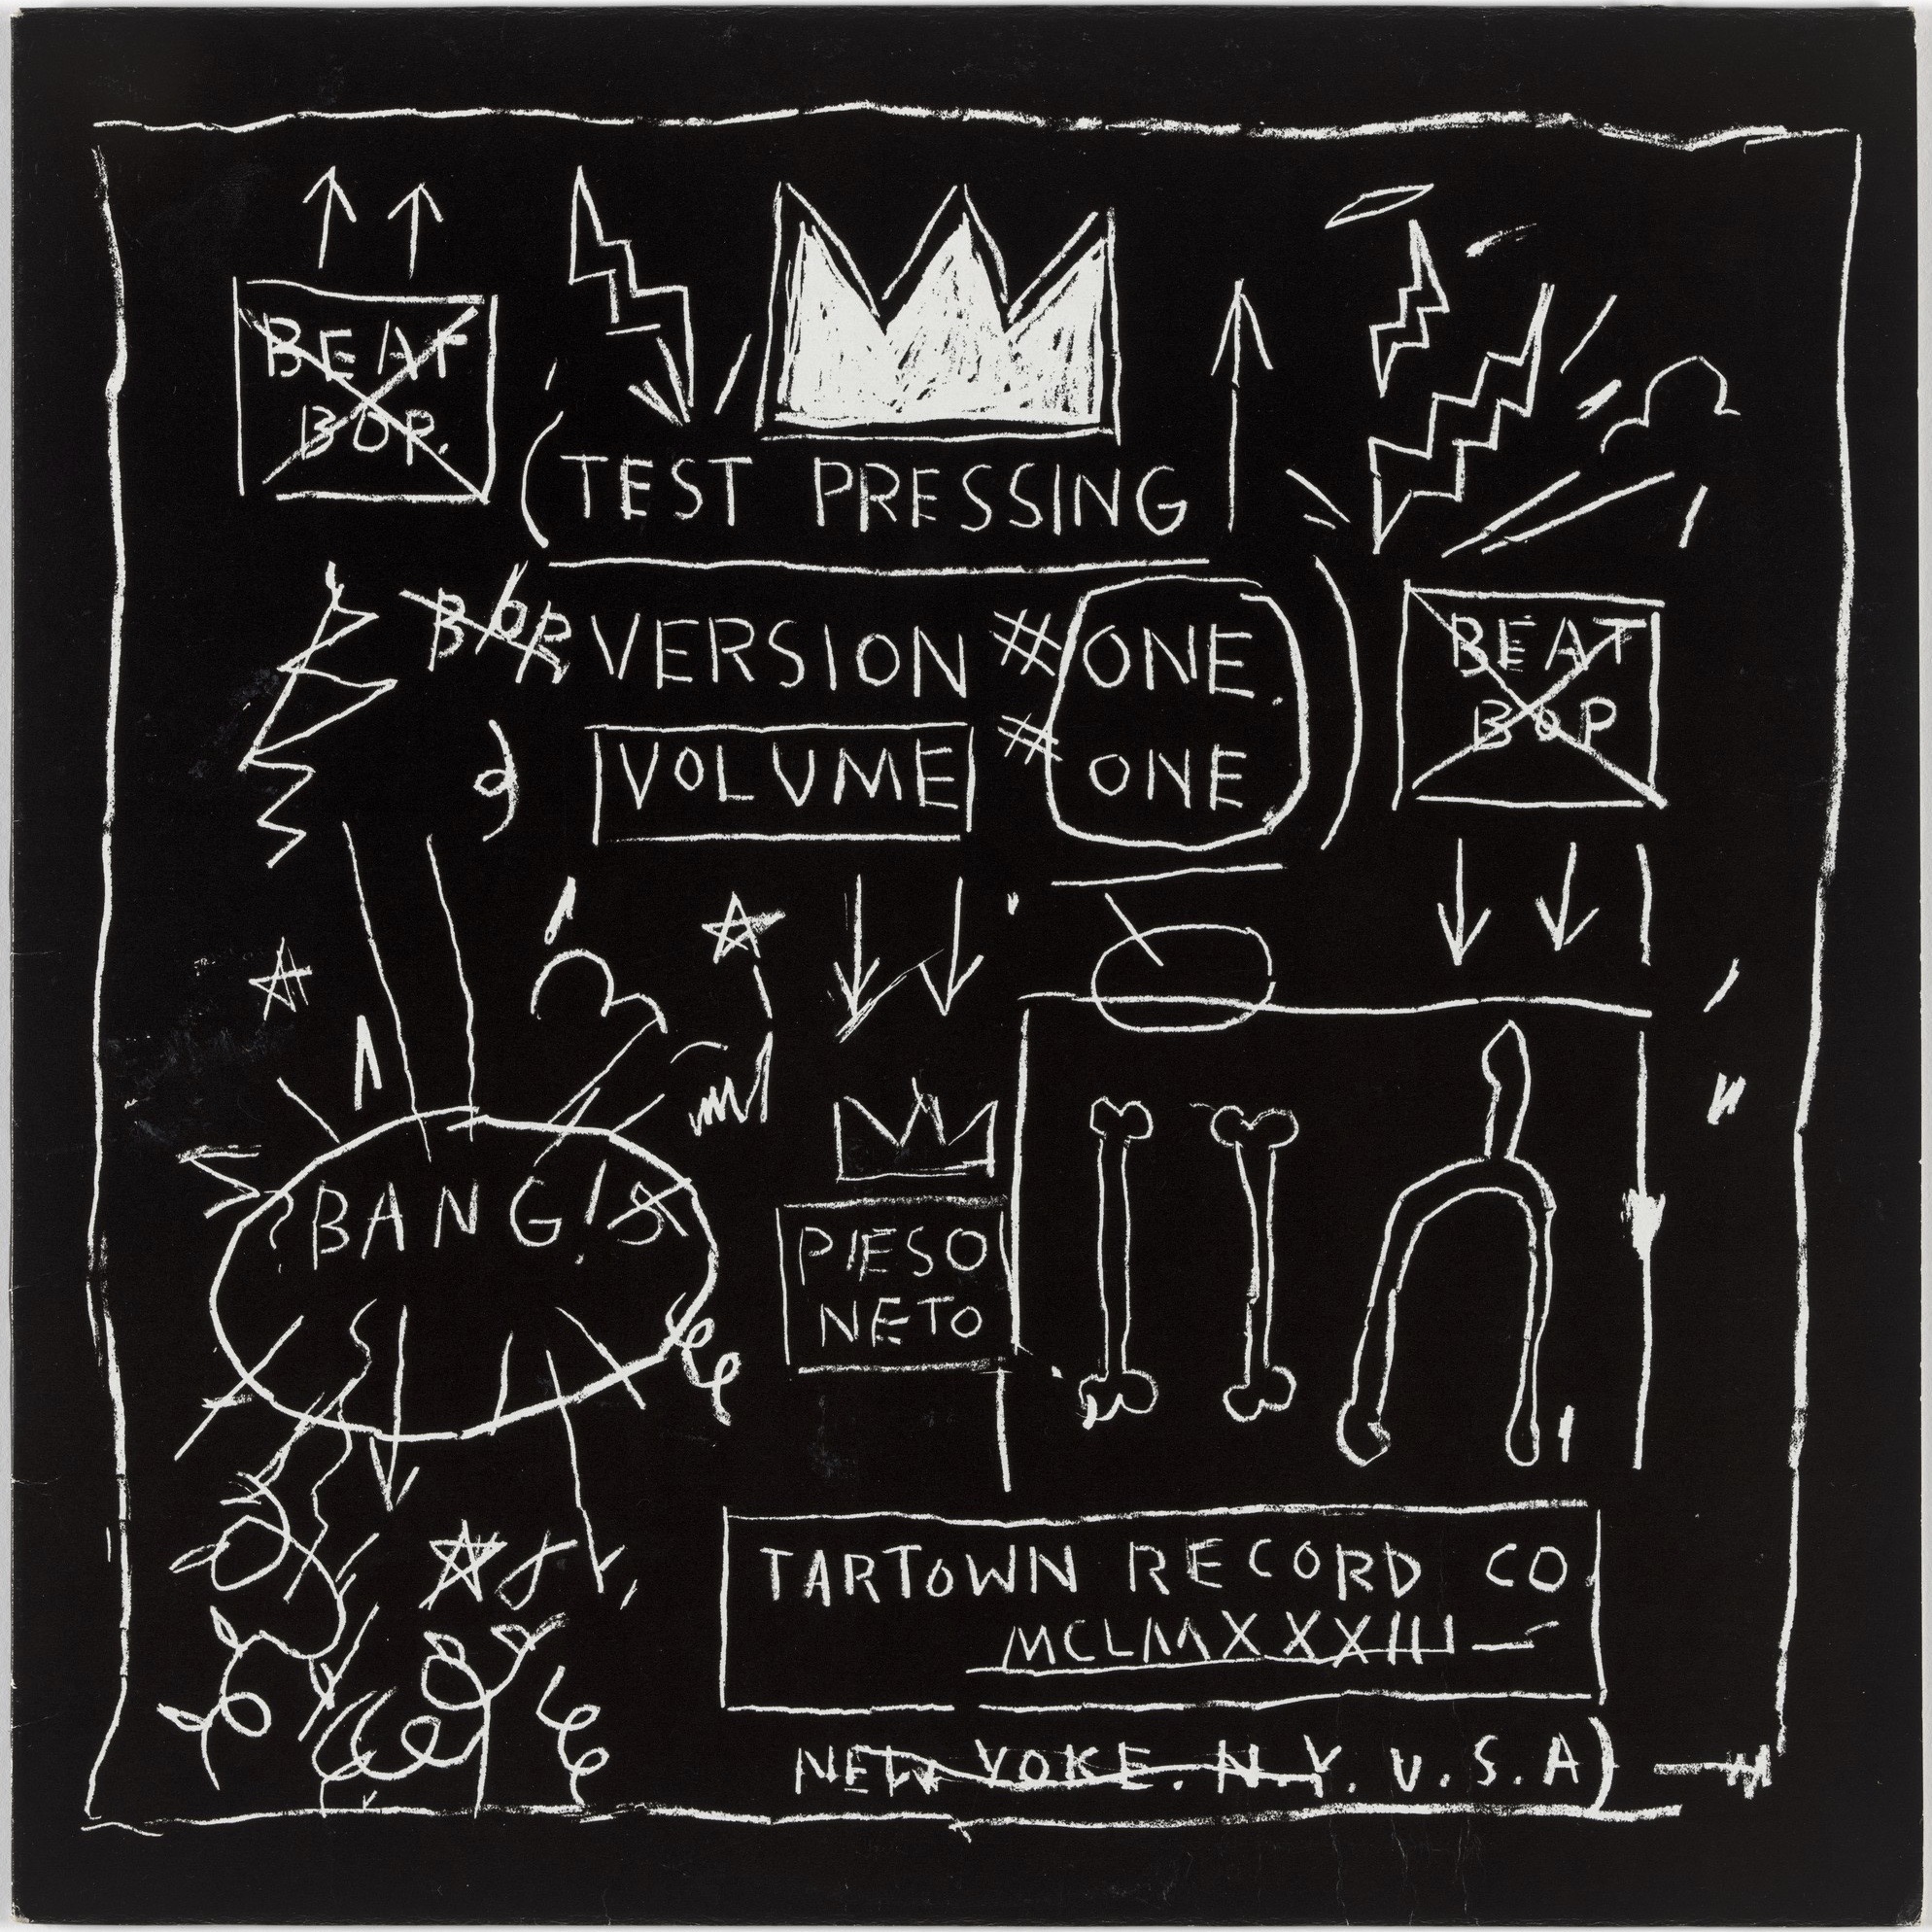 BEAT
BOP.
(TEST PRESSING
BOP VERSION # ONE.
VOLUME # ONE)
BEAT
BOP
?BANG!
PIESO
NETO
TARTOWN RECORD CO
MCLMXXXIII
NEW YOKE. N.Y. U.S.A)